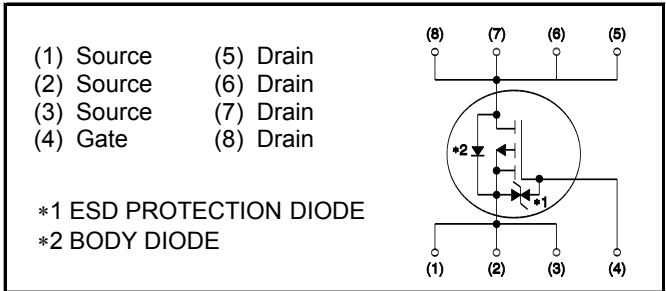 (1) Source (5) Drain
(2) Source (6) Drain
(3) Source (7) Drain
(4) Gate (8) Drain
∗1 ESD PROTECTION DIODE
∗2 BODY DIODE
(8) (7) (6) (5)
∗2
∗1
(1) (2) (3) (4)